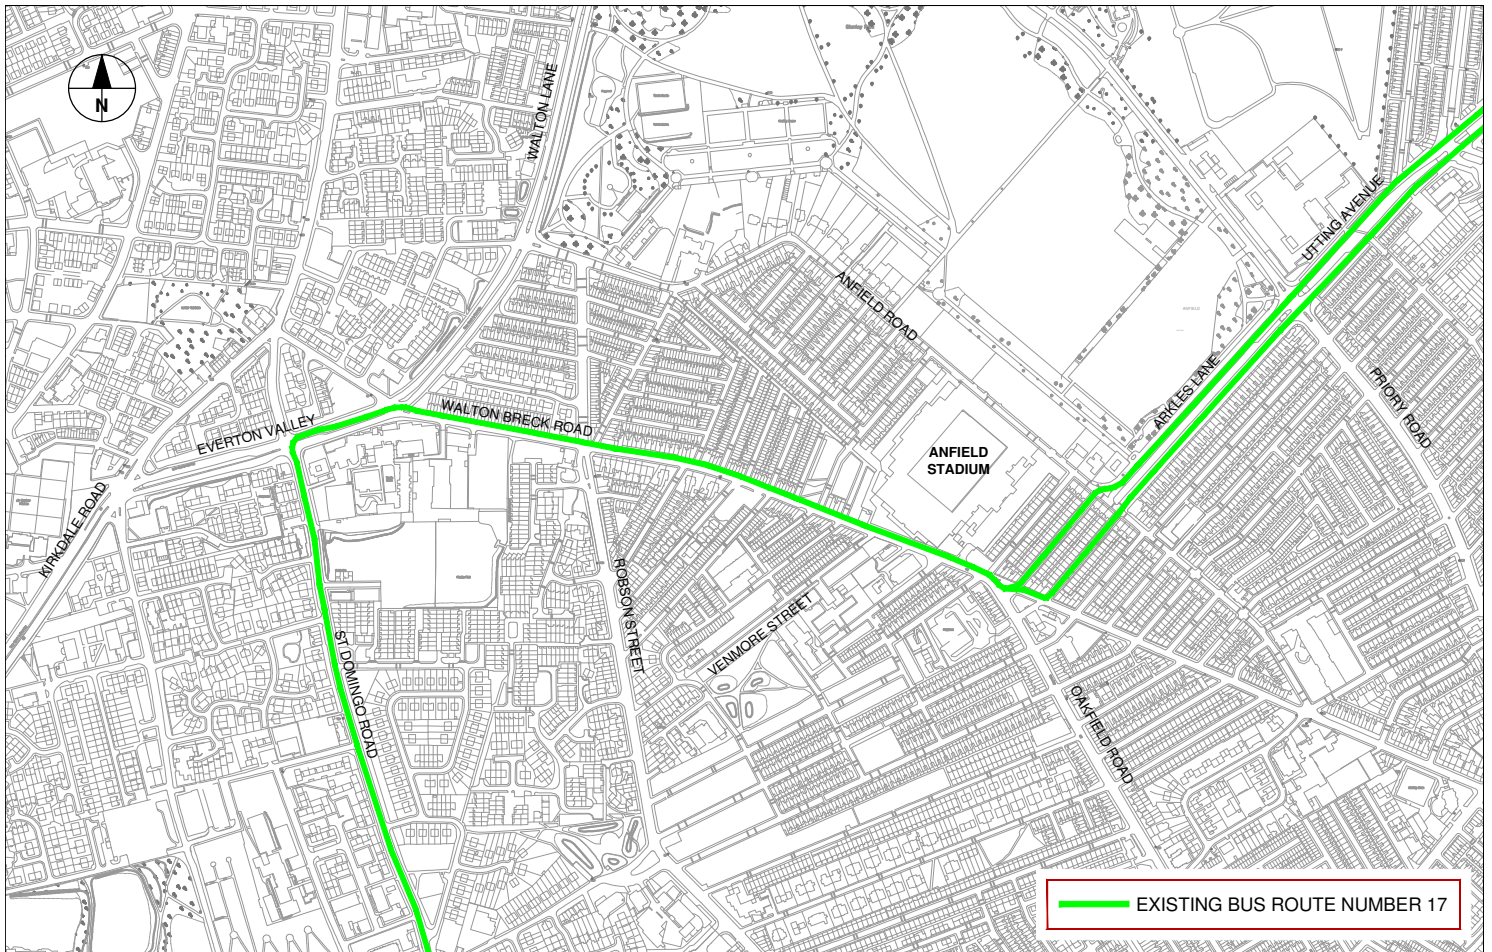 N
WALTON LANE
UTTING AVENUE
ANFIELD ROAD
ARKLES LANE
PRIORY ROAD
WALTON BRECK ROAD
EVERTON VALLEY
ANFIELD
STADIUM
KIRKDALE ROAD
ROBSON STREET
VENMORE STREET
ST DOMINGO ROAD
OAKFIELD ROAD
EXISTING BUS ROUTE NUMBER 17